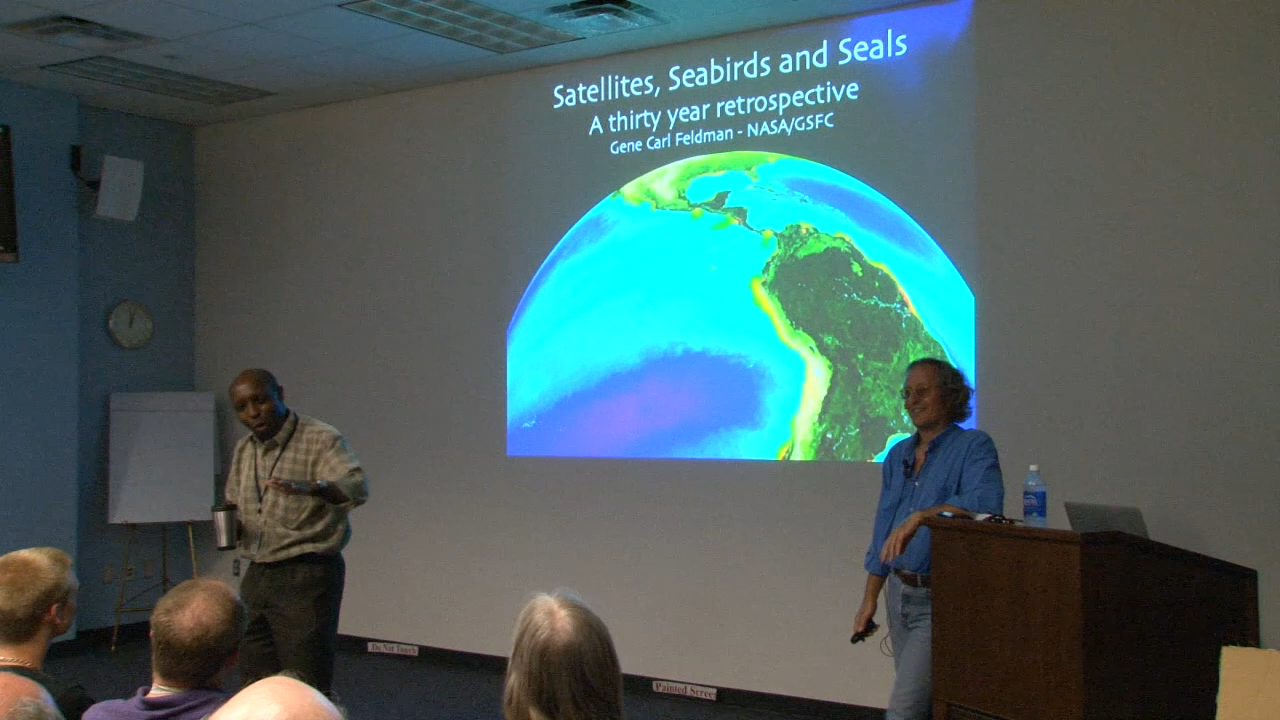 Satellites, Seabirds and Seals
A thirty year retrospective
Gene Carl Feldman - NASA/GSFC
Do Not Touch
Painted Screen